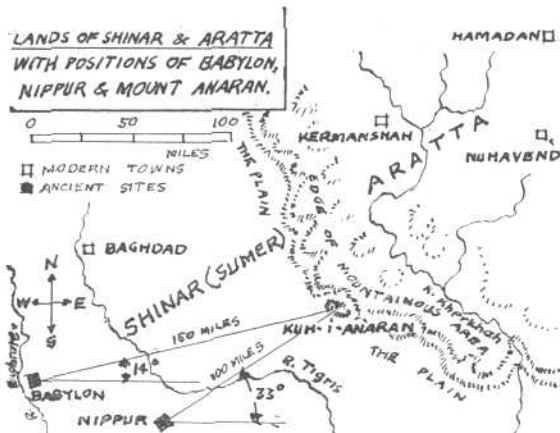 LANDS OF SHINAR & ARATTA
WITH POSITIONS OF BABYLON,
NIPPUR & MOUNT ANARAN.
0 50 100
MILES
MODERN TOWNS
ANCIENT SITES
HAMADAN
KERMANSHAH
NUHAVEND
ARATTA
THE PLAIN
EDGE OF MOUNTAINOUS AREA
BAGHDAD
SHINAR (SUMER)
N
W E
S
150 MILES
KUH-i-ANARAN
THE PLAIN
14°
100 MILES
R. Tigris
33°
BABYLON
NIPPUR
R.